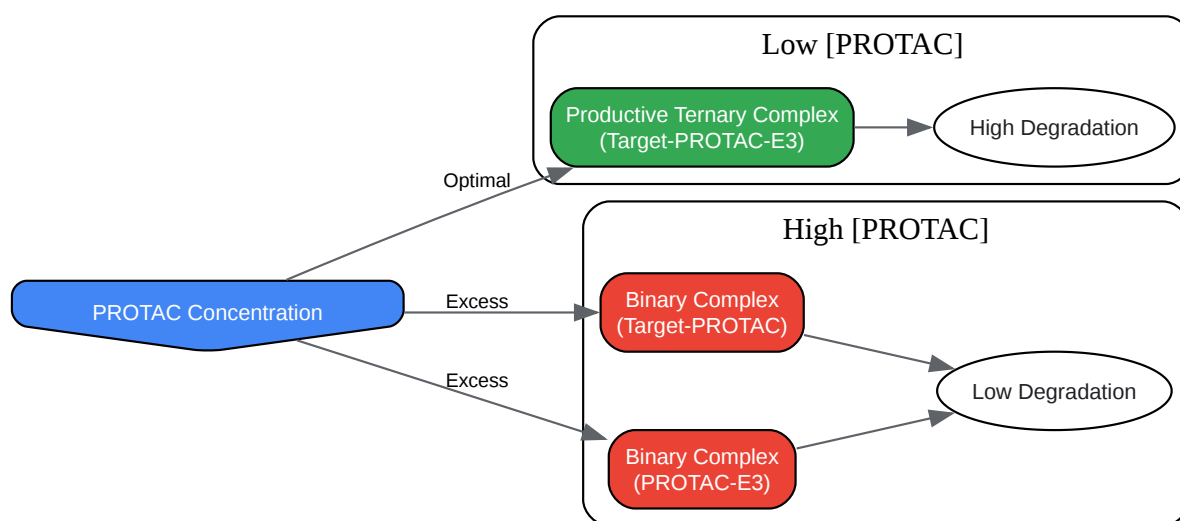 Low [PROTAC]
Productive Ternary Complex
(Target-PROTAC-E3)
High Degradation
Optimal
High [PROTAC]
PROTAC Concentration
Excess
Binary Complex
(Target-PROTAC)
Excess
Low Degradation
Binary Complex
(PROTAC-E3)